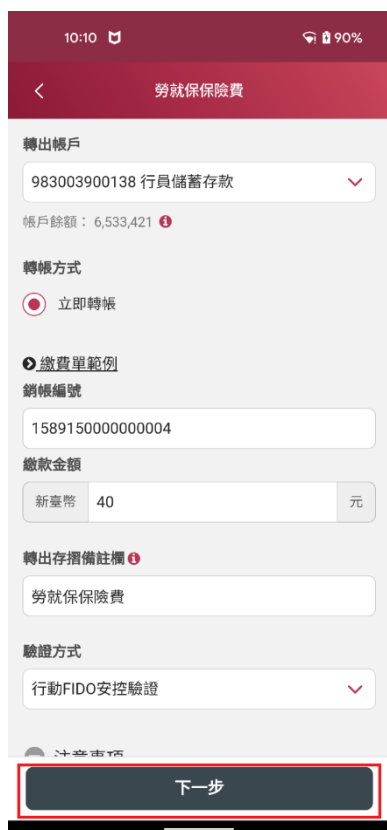 10:10 90%
勞就保保險費
轉出帳戶
983003900138 行員儲蓄存款
帳戶餘額： 6,533,421
轉帳方式
立即轉帳
繳費單範例
銷帳編號
1589150000000004
繳款金額
新臺幣 40 元
轉出存摺備註欄
勞就保保險費
驗證方式
行動FIDO安控驗證
注意事項
下一步